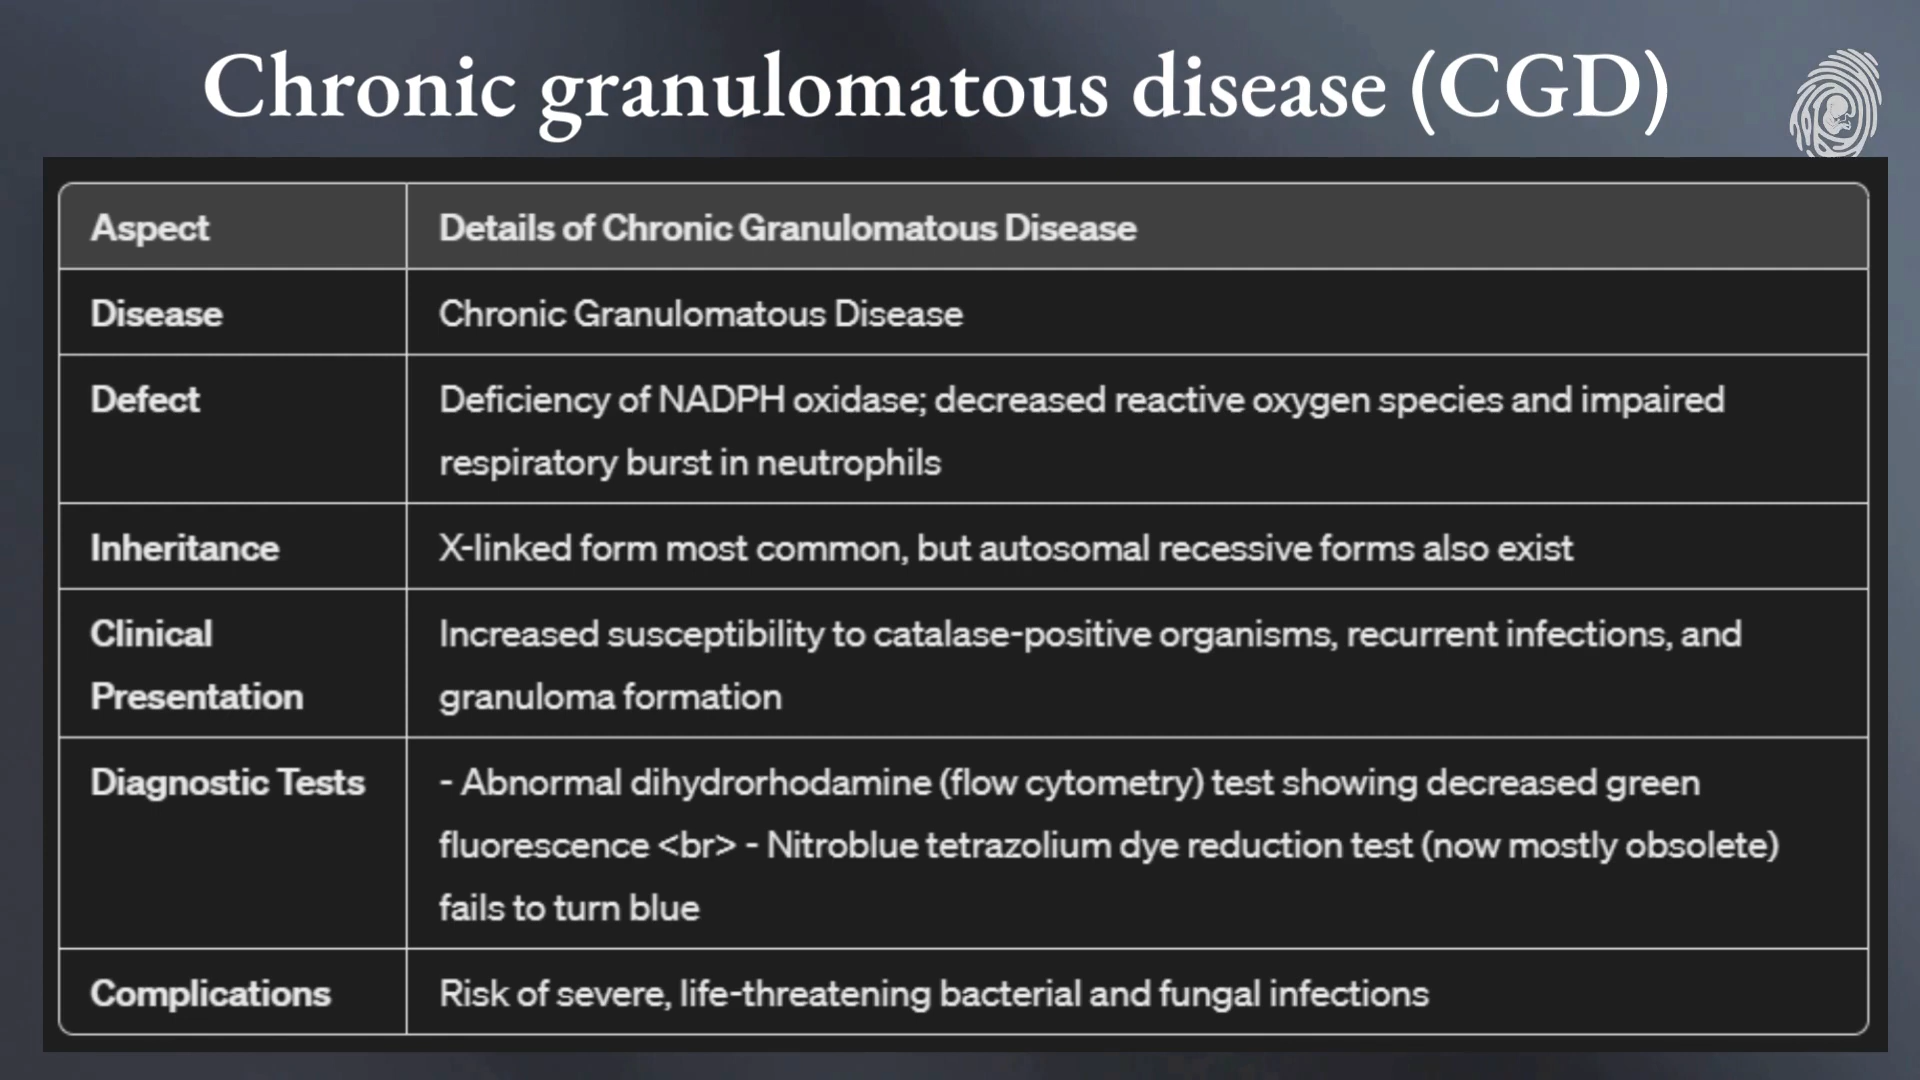 Chronic granulomatous disease (CGD)
Aspect
Details of Chronic Granulomatous Disease
Disease
Chronic Granulomatous Disease
Defect
Deficiency of NADPH oxidase; decreased reactive oxygen species and impaired
respiratory burst in neutrophils
Inheritance
X-linked form most common, but autosomal recessive forms also exist
Clinical
Presentation
Increased susceptibility to catalase-positive organisms, recurrent infections, and
granuloma formation
Diagnostic Tests
- Abnormal dihydrorhodamine (flow cytometry) test showing decreased green
fluorescence <br> - Nitroblue tetrazolium dye reduction test (now mostly obsolete)
fails to turn blue
Complications
Risk of severe, life-threatening bacterial and fungal infections